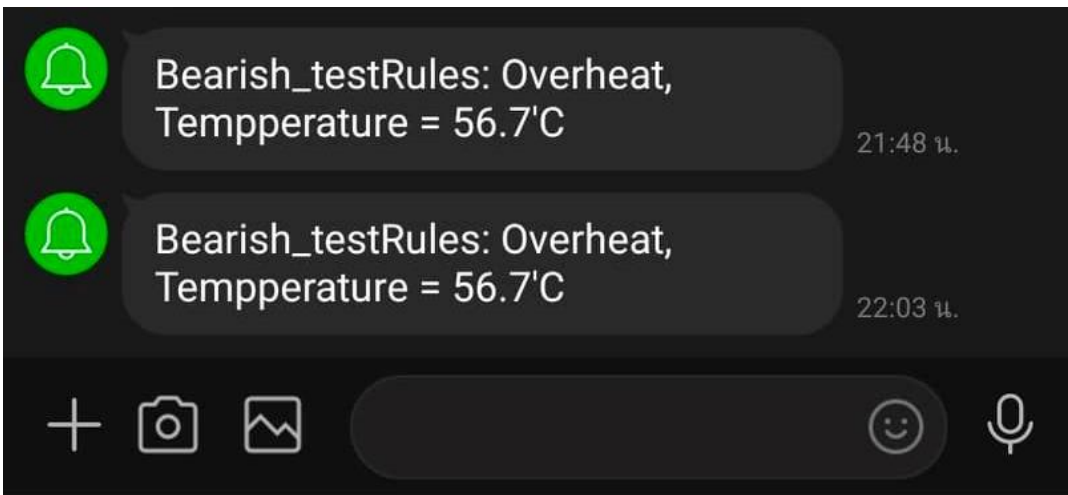 Bearish_testRules: Overheat,
Tempperature = 56.7'C
21:48 น.
Bearish_testRules: Overheat,
Tempperature = 56.7'C
22:03 น.